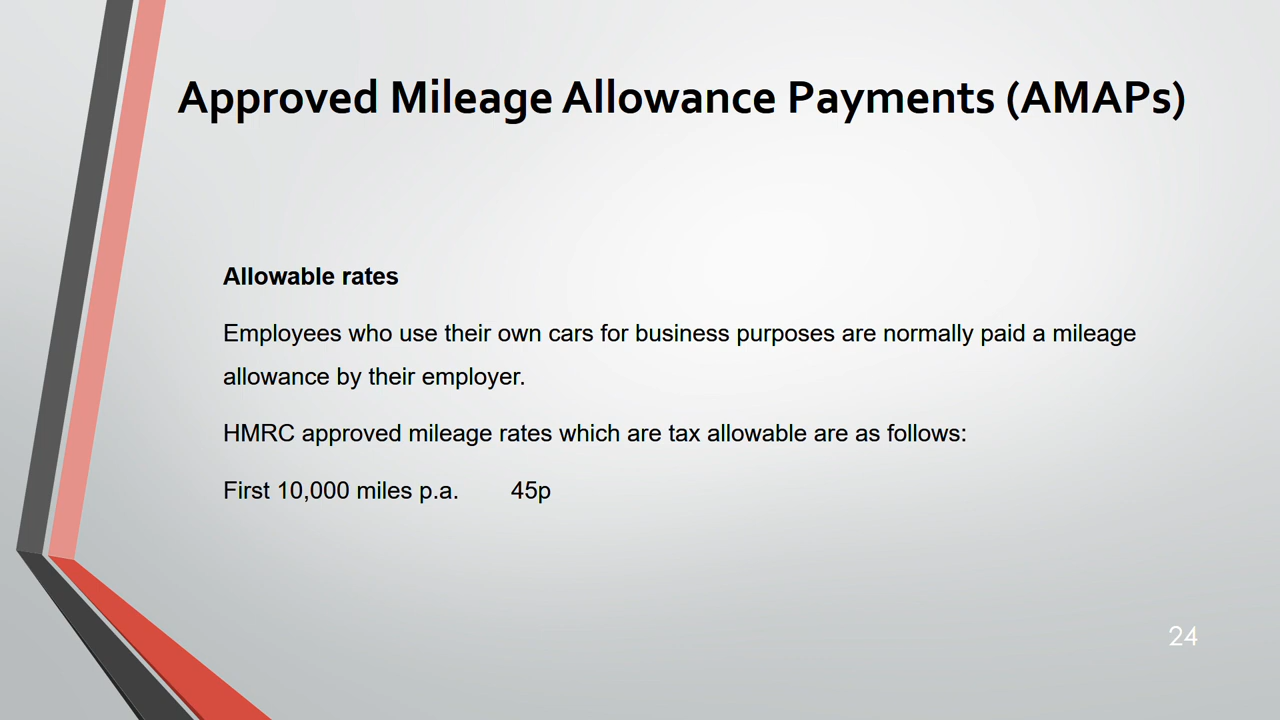 Approved Mileage Allowance Payments (AMAPs)
Allowable rates
Employees who use their own cars for business purposes are normally paid a mileage
allowance by their employer.
HMRC approved mileage rates which are tax allowable are as follows:
First 10,000 miles p.a. 45p
24